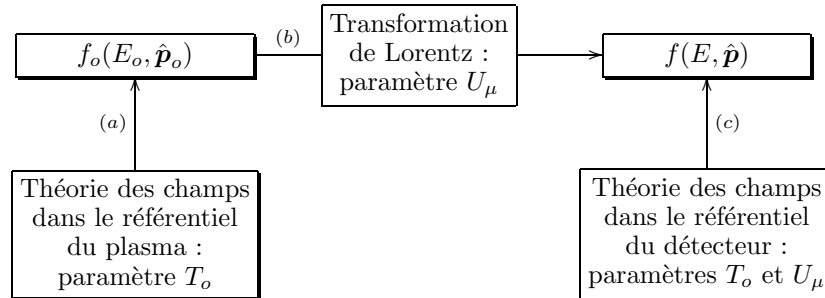 f_o(E_o, p̂_o)
(b)
Transformation
de Lorentz :
paramètre U_μ
f(E, p̂)
(a)
(c)
Théorie des champs
dans le référentiel
du plasma :
paramètre T_o
Théorie des champs
dans le référentiel
du détecteur :
paramètres T_o et U_μ